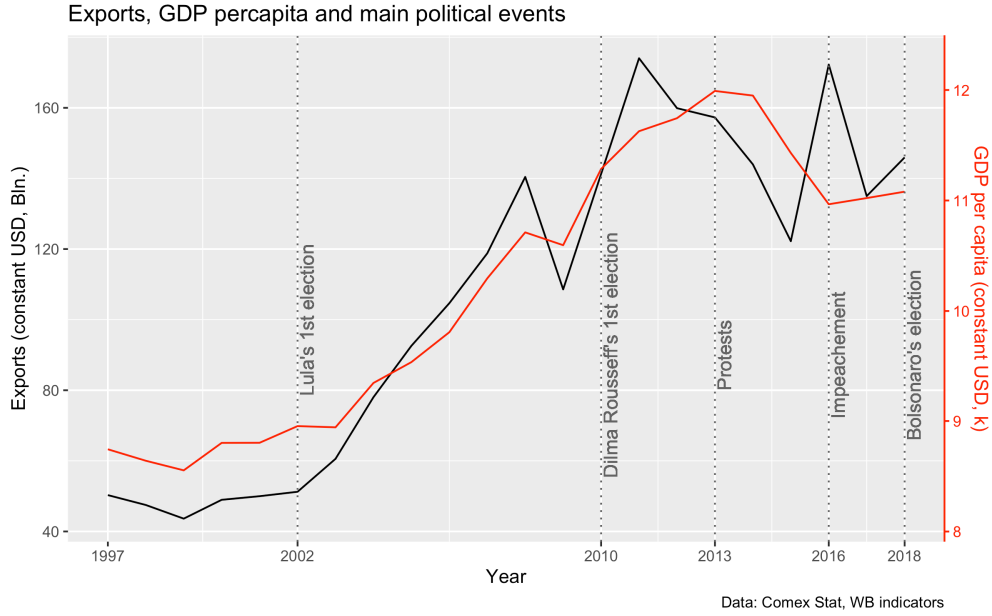 Exports, GDP percapita and main political events
Exports (constant USD, Bln.)
160
120
80
40
Lula's 1st election
Dilma Rousseff's 1st election
Protests
Impeachement
Bolsonaro's election
12
11
10
9
8
GDP per capita (constant USD, k)
1997
2002
2010
2013
2016
2018
Year
Data: Comex Stat, WB indicators